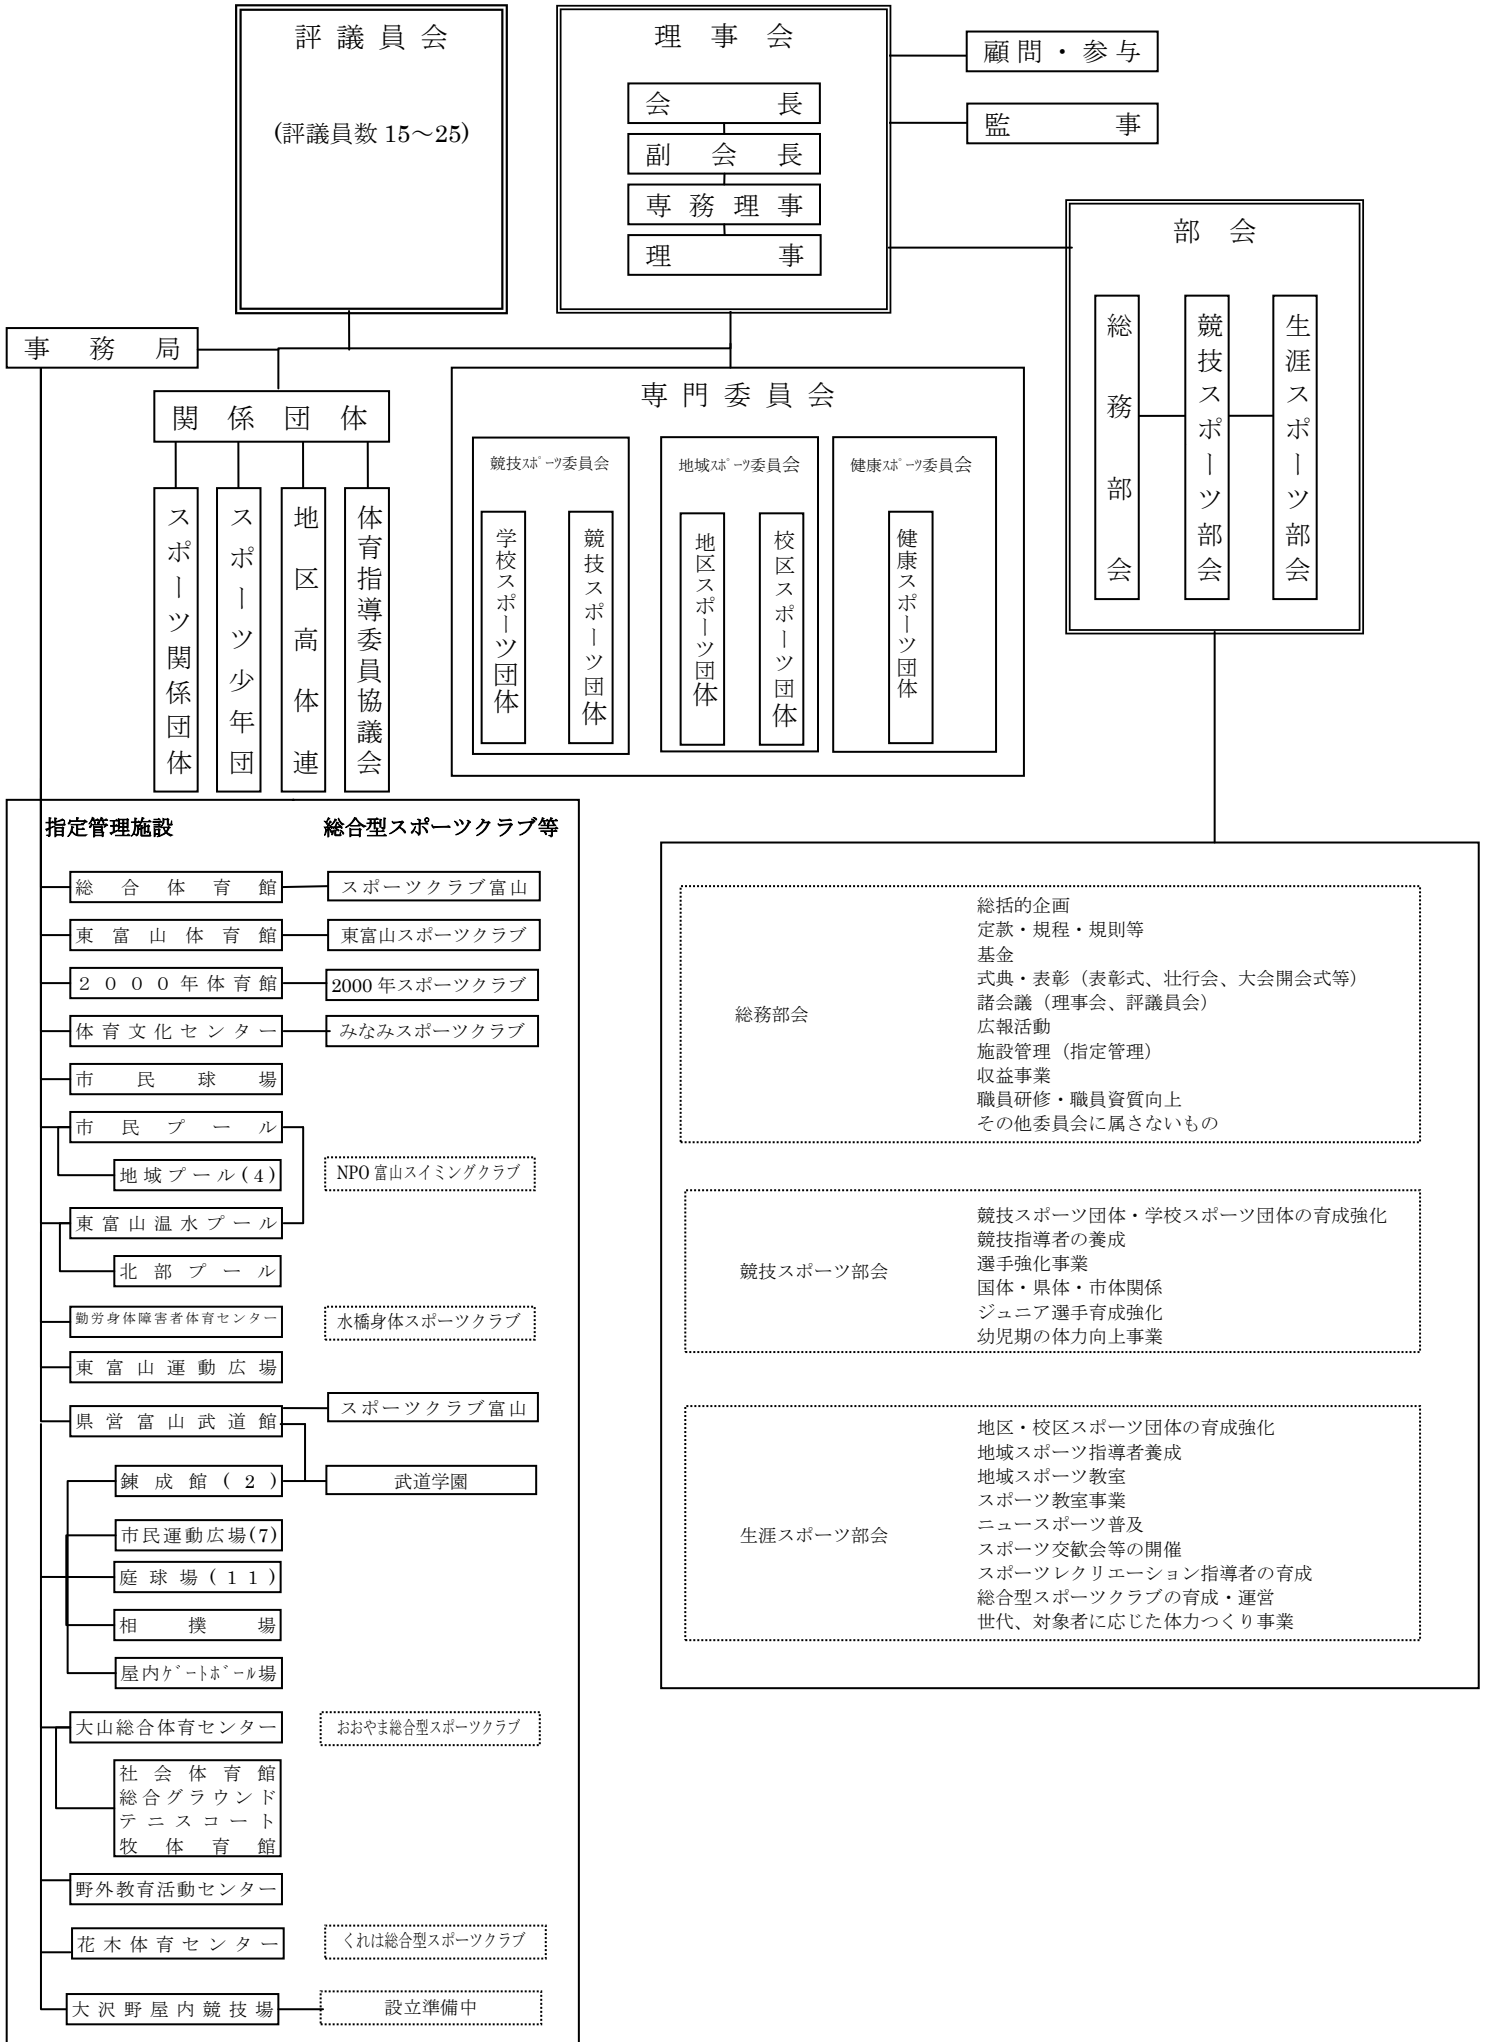 評議員会
(評議員数 15～25)
理事会
会長
副会長
専務理事
理事
顧問・参与
監事
部会
総務部会
競技スポーツ部会
生涯スポーツ部会
事務局
関係団体
スポーツ関係団体
スポーツ少年団
地区高体連
体育指導委員協議会
専門委員会
競技ｽﾎﾟｰﾂ委員会
学校スポーツ団体
競技スポーツ団体
地域ｽﾎﾟｰﾂ委員会
地区スポーツ団体
校区スポーツ団体
健康ｽﾎﾟｰﾂ委員会
健康スポーツ団体
指定管理施設 総合型スポーツクラブ等
総合体育館 スポーツクラブ富山
東富山体育館 東富山スポーツクラブ
２０００年体育館 2000 年スポーツクラブ
体育文化センター みなみスポーツクラブ
市民球場
市民プール
地域プール(4) NPO 富山スイミングクラブ
東富山温水プール
北部プール
勤労身体障害者体育センター 水橋身体スポーツクラブ
東富山運動広場
県営富山武道館 スポーツクラブ富山
錬成館(2) 武道学園
市民運動広場(7)
庭球場(11)
相撲場
屋内ｹﾞｰﾄﾎﾞｰﾙ場
大山総合体育センター おおやま総合型スポーツクラブ
社会体育館
総合グラウンド
テニスコート
牧体育館
野外教育活動センター
花木体育センター くれは総合型スポーツクラブ
大沢野屋内競技場 設立準備中
総務部会
総括的企画
定款・規程・規則等
基金
式典・表彰（表彰式、壮行会、大会開会式等）
諸会議（理事会、評議員会）
広報活動
施設管理（指定管理）
収益事業
職員研修・職員資質向上
その他委員会に属さないもの
競技スポーツ部会
競技スポーツ団体・学校スポーツ団体の育成強化
競技指導者の養成
選手強化事業
国体・県体・市体関係
ジュニア選手育成強化
幼児期の体力向上事業
生涯スポーツ部会
地区・校区スポーツ団体の育成強化
地域スポーツ指導者養成
地域スポーツ教室
スポーツ教室事業
ニュースポーツ普及
スポーツ交歓会等の開催
スポーツレクリエーション指導者の育成
総合型スポーツクラブの育成・運営
世代、対象者に応じた体力つくり事業